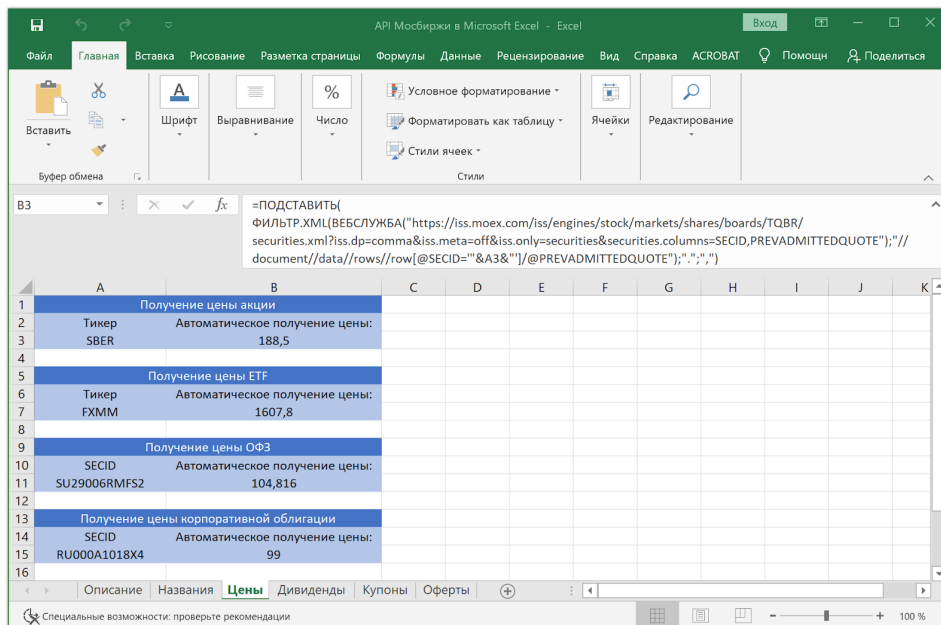 API Мосбиржи в Microsoft Excel - Excel
Вход
Файл Главная Вставка Рисование Разметка страницы Формулы Данные Рецензирование Вид Справка ACROBAT Помощн Поделиться
Вставить
Буфер обмена
Шрифт
Выравнивание
%
Число
Условное форматирование
Форматировать как таблицу
Стили ячеек
Стили
Ячейки
Редактирование
B3
fx
=ПОДСТАВИТЬ(
ФИЛЬТР.XML(ВЕБСЛУЖБА("https://iss.moex.com/iss/engines/stock/markets/shares/boards/TQBR/
securities.xml?iss.dp=comma&iss.meta=off&iss.only=securities&securities.columns=SECID,PREVADMITTEDQUOTE");"//
document//data//rows//row[@SECID='"&A3&"']/@PREVADMITTEDQUOTE");".";",")
A B C D E F G H I J K
1 Получение цены акции
2 Тикер Автоматическое получение цены:
3 SBER 188,5
4
5 Получение цены ETF
6 Тикер Автоматическое получение цены:
7 FXMM 1607,8
8
9 Получение цены ОФЗ
10 SECID Автоматическое получение цены:
11 SU29006RMFS2 104,816
12
13 Получение цены корпоративной облигации
14 SECID Автоматическое получение цены:
15 RU000A1018X4 99
16
Описание Названия Цены Дивиденды Купоны Оферты
Специальные возможности: проверьте рекомендации
100 %